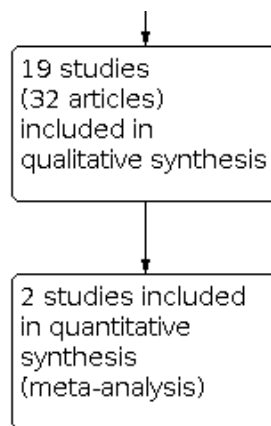 19 studies
(32 articles)
included in
qualitative synthesis
2 studies included
in quantitative
synthesis
(meta-analysis)